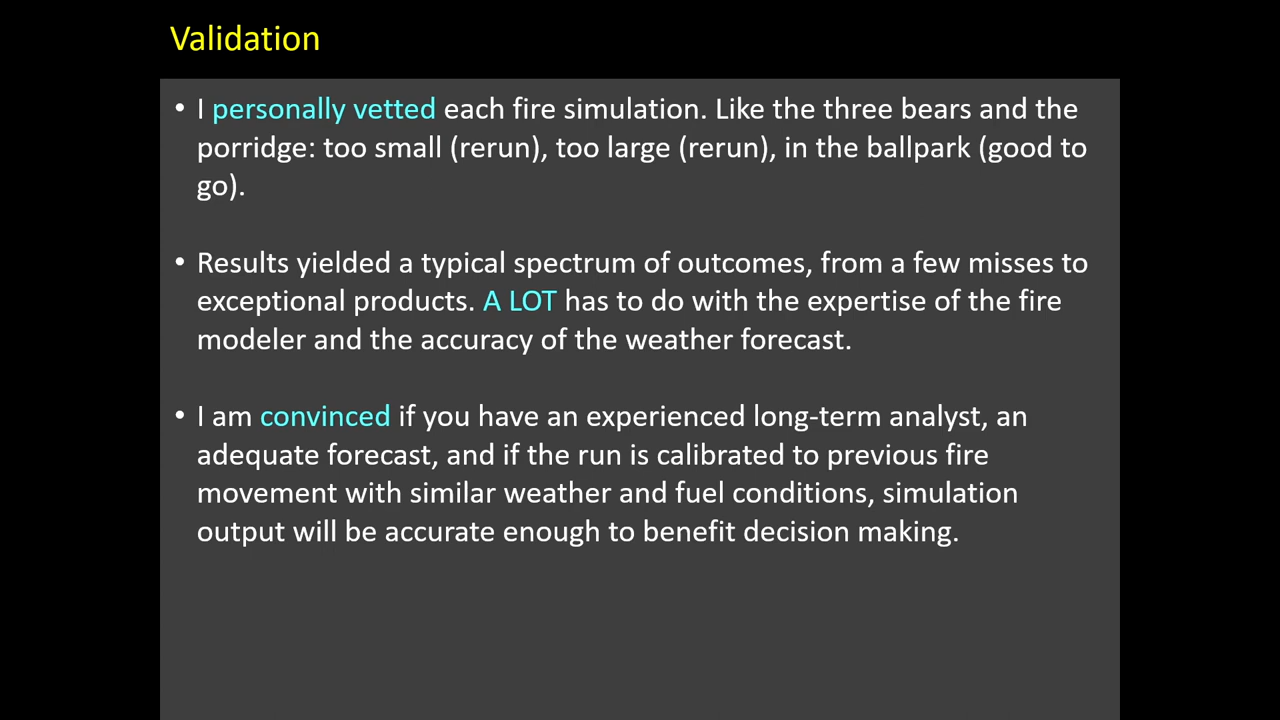 Validation
• I personally vetted each fire simulation. Like the three bears and the
porridge: too small (rerun), too large (rerun), in the ballpark (good to
go).
• Results yielded a typical spectrum of outcomes, from a few misses to
exceptional products. A LOT has to do with the expertise of the fire
modeler and the accuracy of the weather forecast.
• I am convinced if you have an experienced long-term analyst, an
adequate forecast, and if the run is calibrated to previous fire
movement with similar weather and fuel conditions, simulation
output will be accurate enough to benefit decision making.